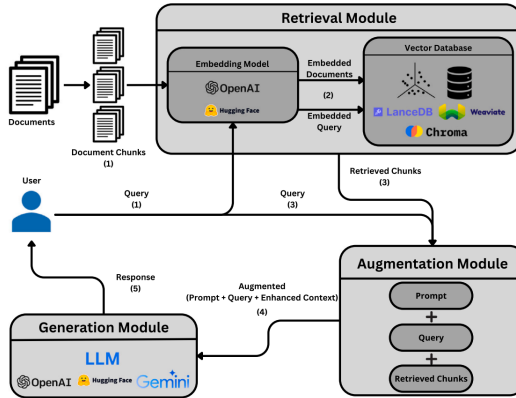 Retrieval Module
Embedding Model
OpenAI
Hugging Face
Embedded
Documents
(2)
Embedded
Query
Vector Database
LanceDB
Weaviate
Chroma
Documents
Document Chunks
(1)
User
Query
(1)
Query
(3)
Retrieved Chunks
(3)
Augmentation Module
Prompt
+
Query
+
Retrieved Chunks
Augmented
(Prompt + Query + Enhanced Context)
(4)
Response
(5)
Generation Module
LLM
OpenAI
Hugging Face
Gemini